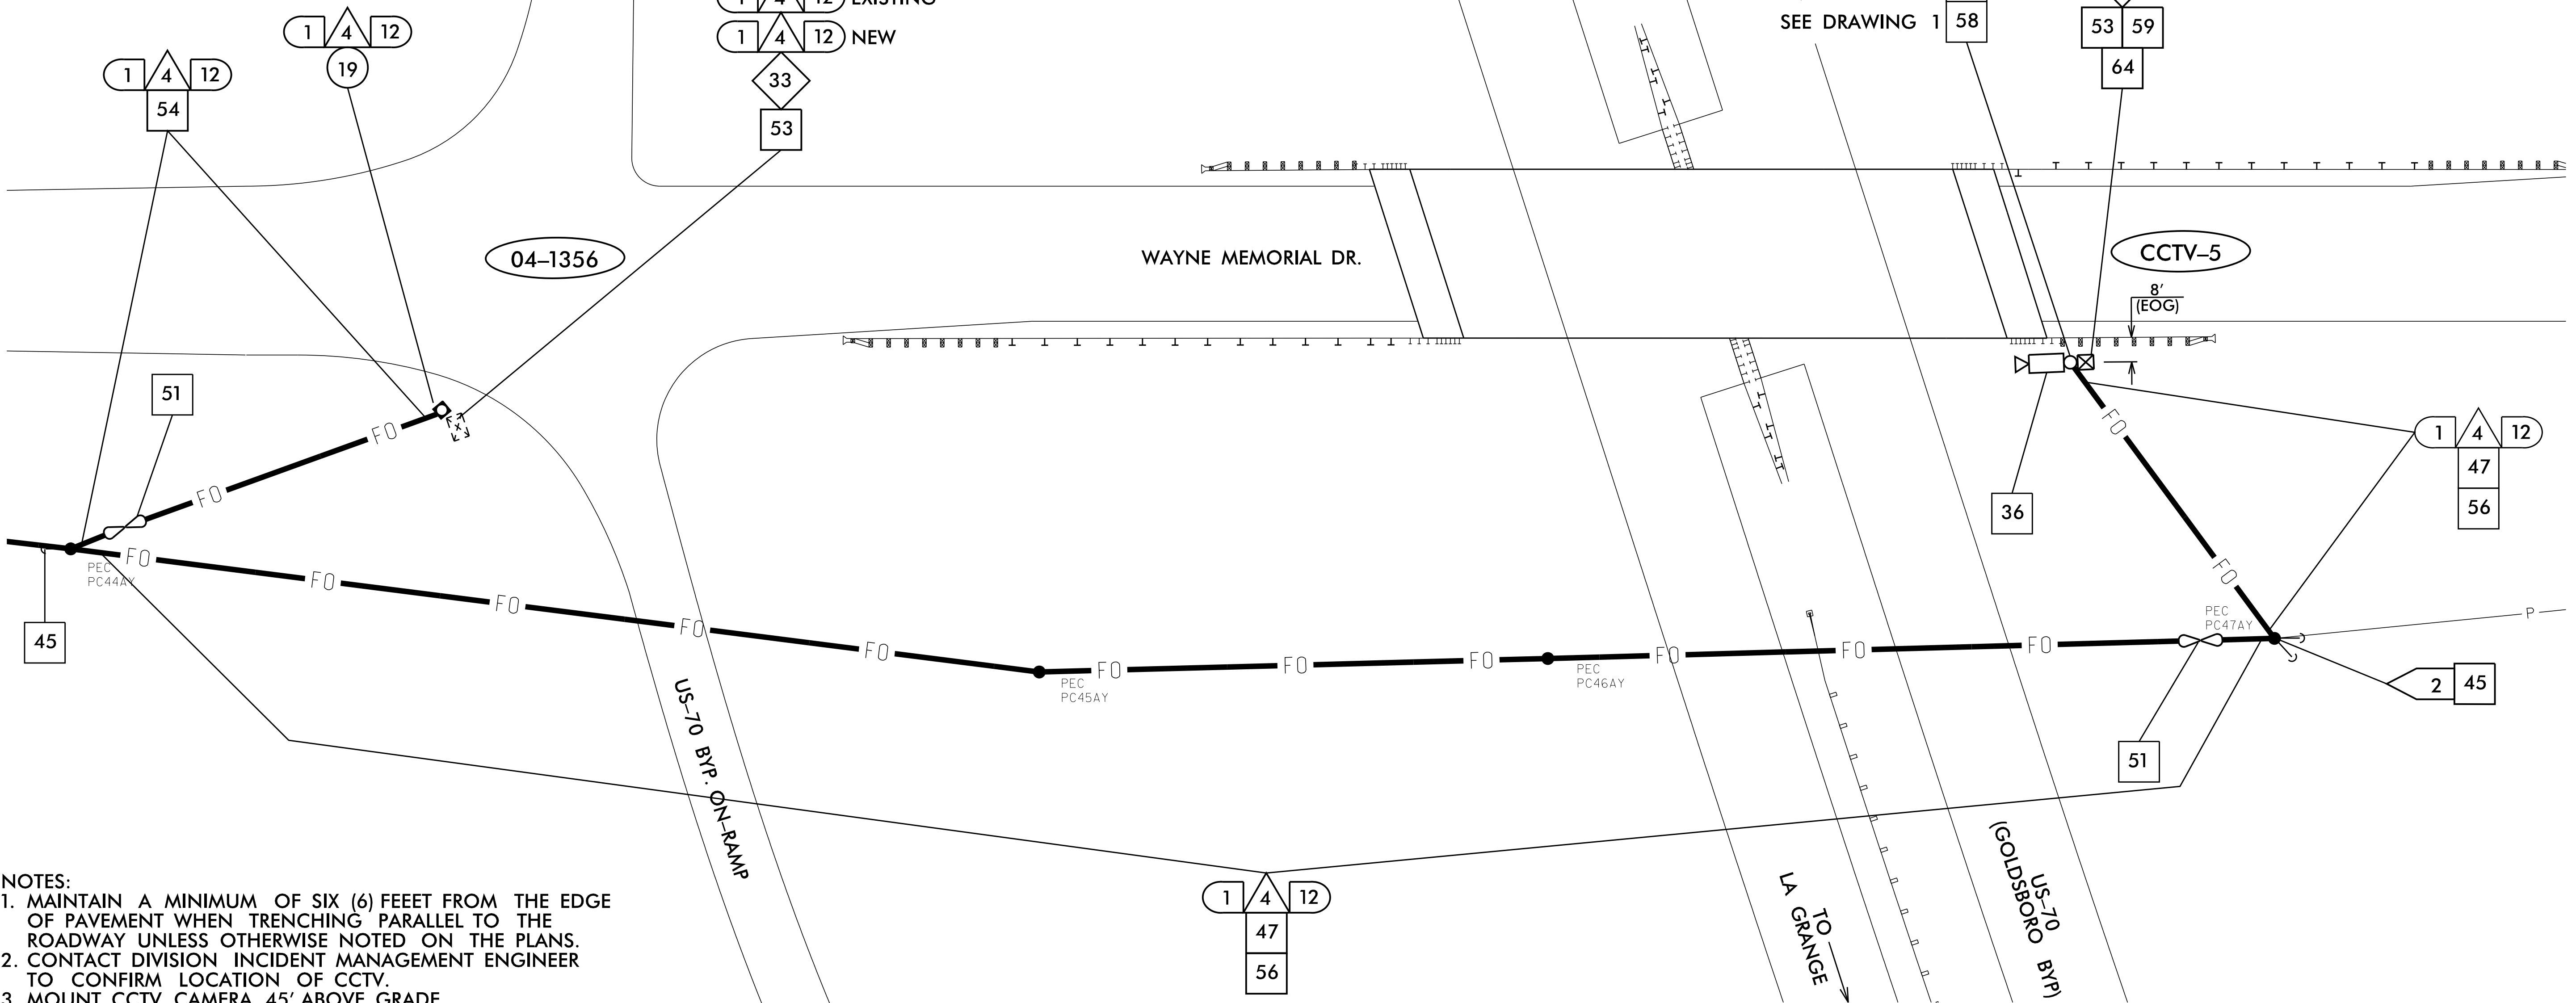 1 4 12 EXISTING
1 4 12 NEW
33
53
1 4 12
19
1 4 12
54
SEE DRAWING 1 58
53 59
64
04–1356
WAYNE MEMORIAL DR.
CCTV–5
8'
(EOG)
51
36
1 4 12
47
56
FO
FO
FO
FO
FO FO FO FO FO
FO FO FO FO FO FO
PEC
PC44AY
PEC
PC45AY
PEC
PC46AY
PEC
PC47AY
P
X
45
2 45
51
US–70 BYP. ON–RAMP
1 4 12
47
56
TO
LA GRANGE
US–70
(GOLDSBORO BYP)
NOTES:
1. MAINTAIN A MINIMUM OF SIX (6) FEEET FROM THE EDGE
OF PAVEMENT WHEN TRENCHING PARALLEL TO THE
ROADWAY UNLESS OTHERWISE NOTED ON THE PLANS.
2. CONTACT DIVISION INCIDENT MANAGEMENT ENGINEER
TO CONFIRM LOCATION OF CCTV.
3. MOUNT CCTV CAMERA 45' ABOVE GRADE